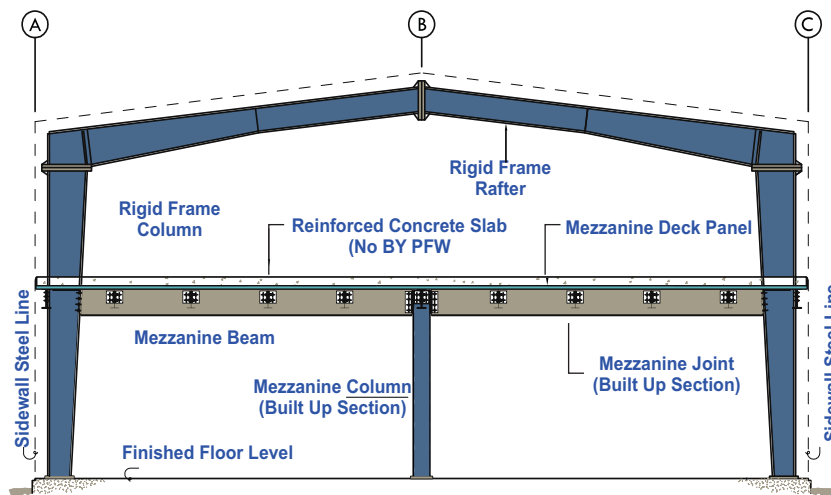 A
B
C
Rigid Frame
Rafter
Rigid Frame
Column
Reinforced Concrete Slab
(No BY PFW
Mezzanine Deck Panel
Sidewall Steel Line
Mezzanine Beam
Mezzanine Joint
(Built Up Section)
Mezzanine Column
(Built Up Section)
Sidewall Steel Line
Finished Floor Level